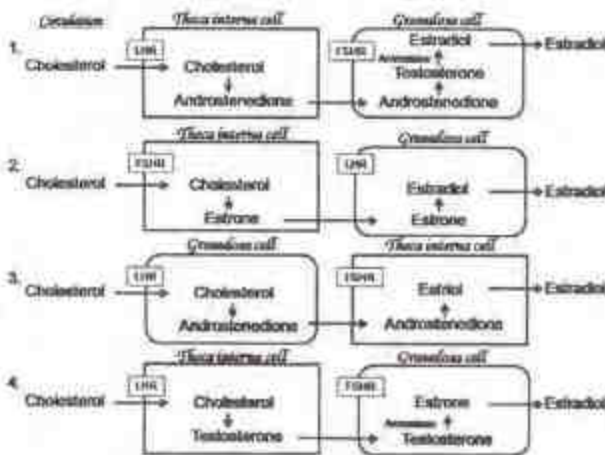 Circulation Theca interna cell Granulosa cell
1. LHR FSHR Estradiol Estradiol
Cholesterol Cholesterol Aromatase Testosterone
Androstenedione Androstenedione
Theca interna cell Granulosa cell
2. FSHR LHR
Cholesterol Cholesterol Estradiol Estradiol
Estrone Estrone
Granulosa cell Theca interna cell
3. LHR FSHR
Cholesterol Cholesterol Estriol Estradiol
Androstenedione Androstenedione
Theca interna cell Granulosa cell
4. LHR FSHR
Cholesterol Cholesterol Estrone Estradiol
Testosterone Aromatase Testosterone